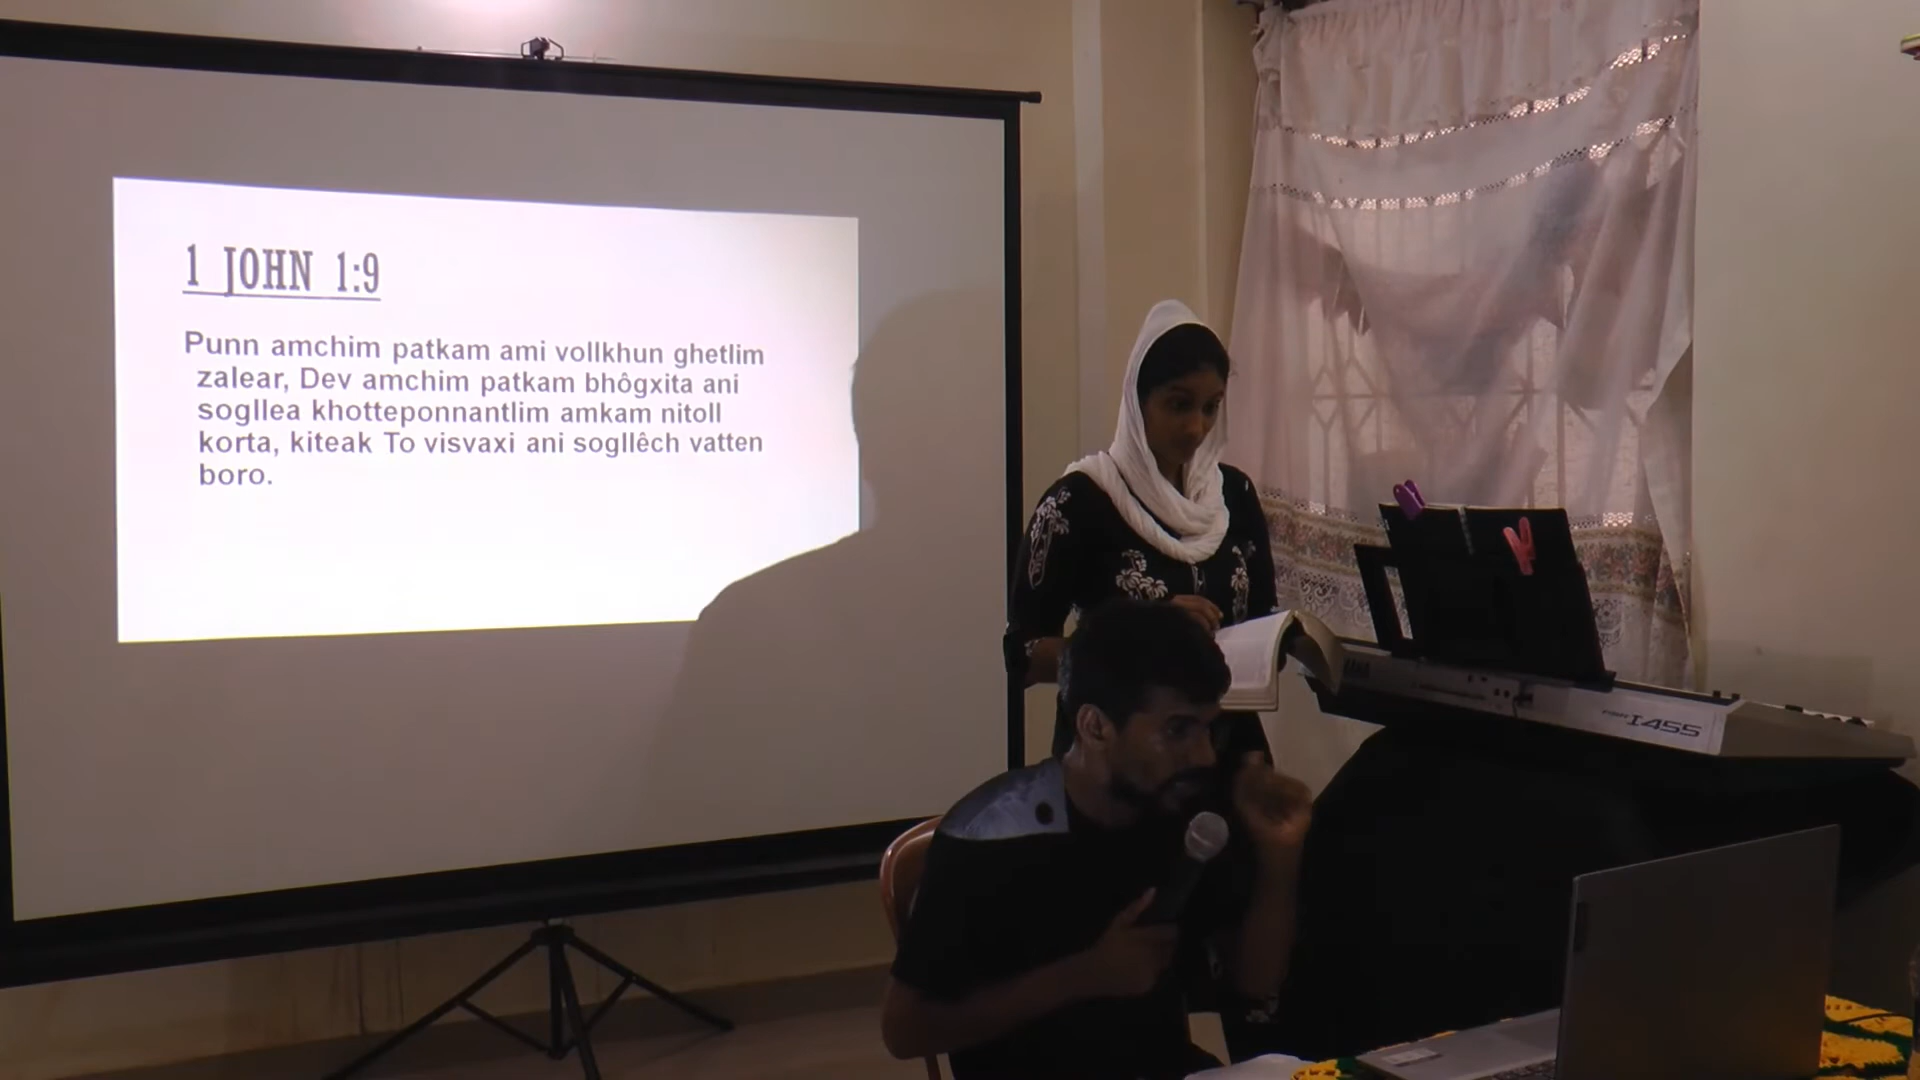 1 JOHN 1:9
Punn amchim patkam ami vollkhun ghetlim
zalear, Dev amchim patkam bhôgxita ani
sogllea khotteponnantlim amkam nitoll
korta, kiteak To visvaxi ani sogllêch vatten
boro.
I455